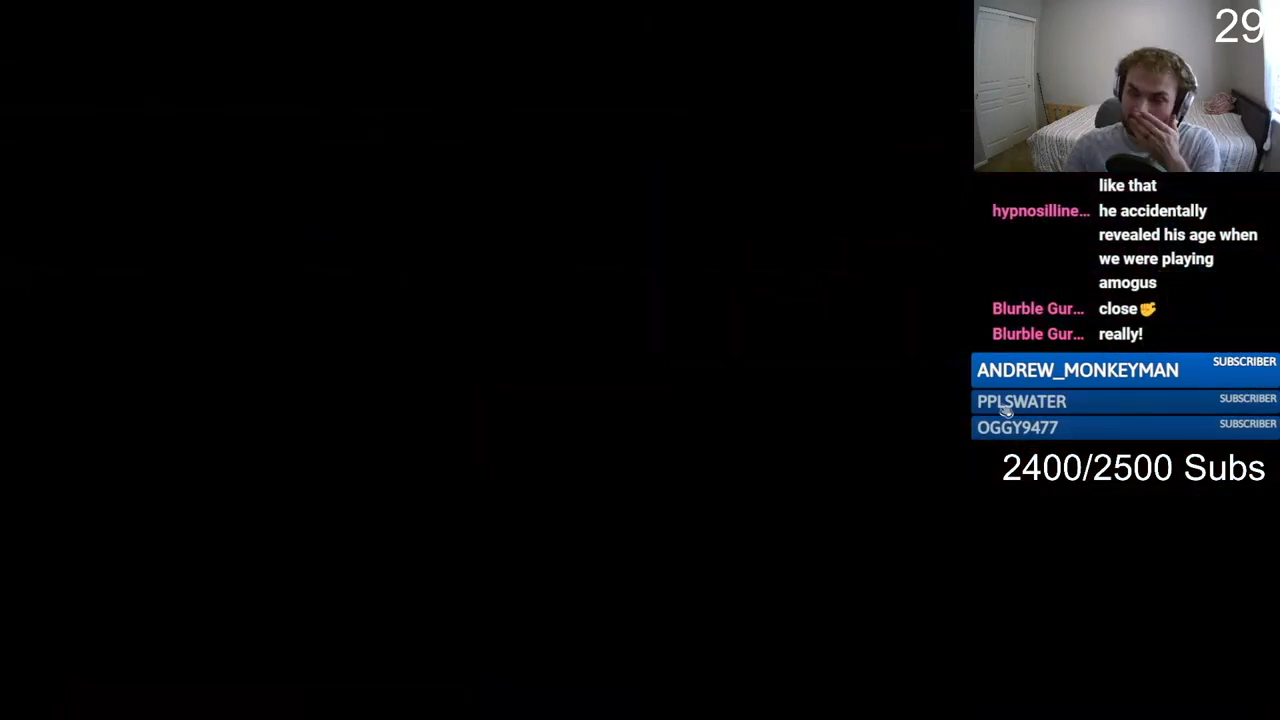 29
like that
hypnosilline... he accidentally
revealed his age when
we were playing
amogus
Blurble Gur... close
Blurble Gur... really!
ANDREW_MONKEYMAN SUBSCRIBER
PPLSWATER SUBSCRIBER
OGGY9477 SUBSCRIBER
2400/2500 Subs